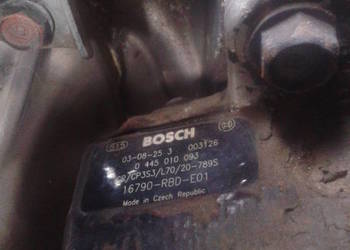 BOSCH
03-08-25 3 003126
0 445 010 093
CR/CP3S3/L70/20-789S
16790-RBD-E01
Made in Czech Republic